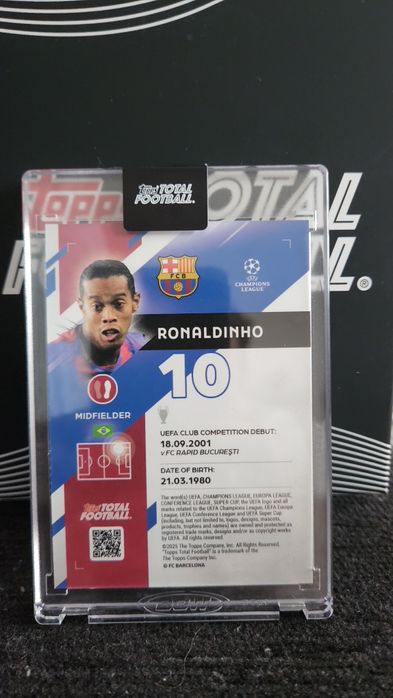 topps TOTAL
FOOTBALL.
topps TOTAL
FCB
CHAMPIONS
LEAGUE
RONALDINHO
10
MIDFIELDER
UEFA CLUB COMPETITION DEBUT:
18.09.2001
v FC RAPID BUCUREŞTI
DATE OF BIRTH:
21.03.1980
topps TOTAL
FOOTBALL.
The word(s) UEFA, CHAMPIONS LEAGUE, EUROPA LEAGUE,
CONFERENCE LEAGUE, SUPER CUP, the UEFA logo and all
marks related to the UEFA Champions League, UEFA Europa
League, UEFA Conference League and UEFA Super Cup
(including, but not limited to, logos, designs, mascots,
products, trophies and names) are owned and protected as
registered trade marks, designs and/or as copyright works
by UEFA. All rights reserved.
©2025 The Topps Company, Inc. All Rights Reserved.
"Topps Total Football" is a trademark of the
The Topps Company Inc.
© FC BARCELONA